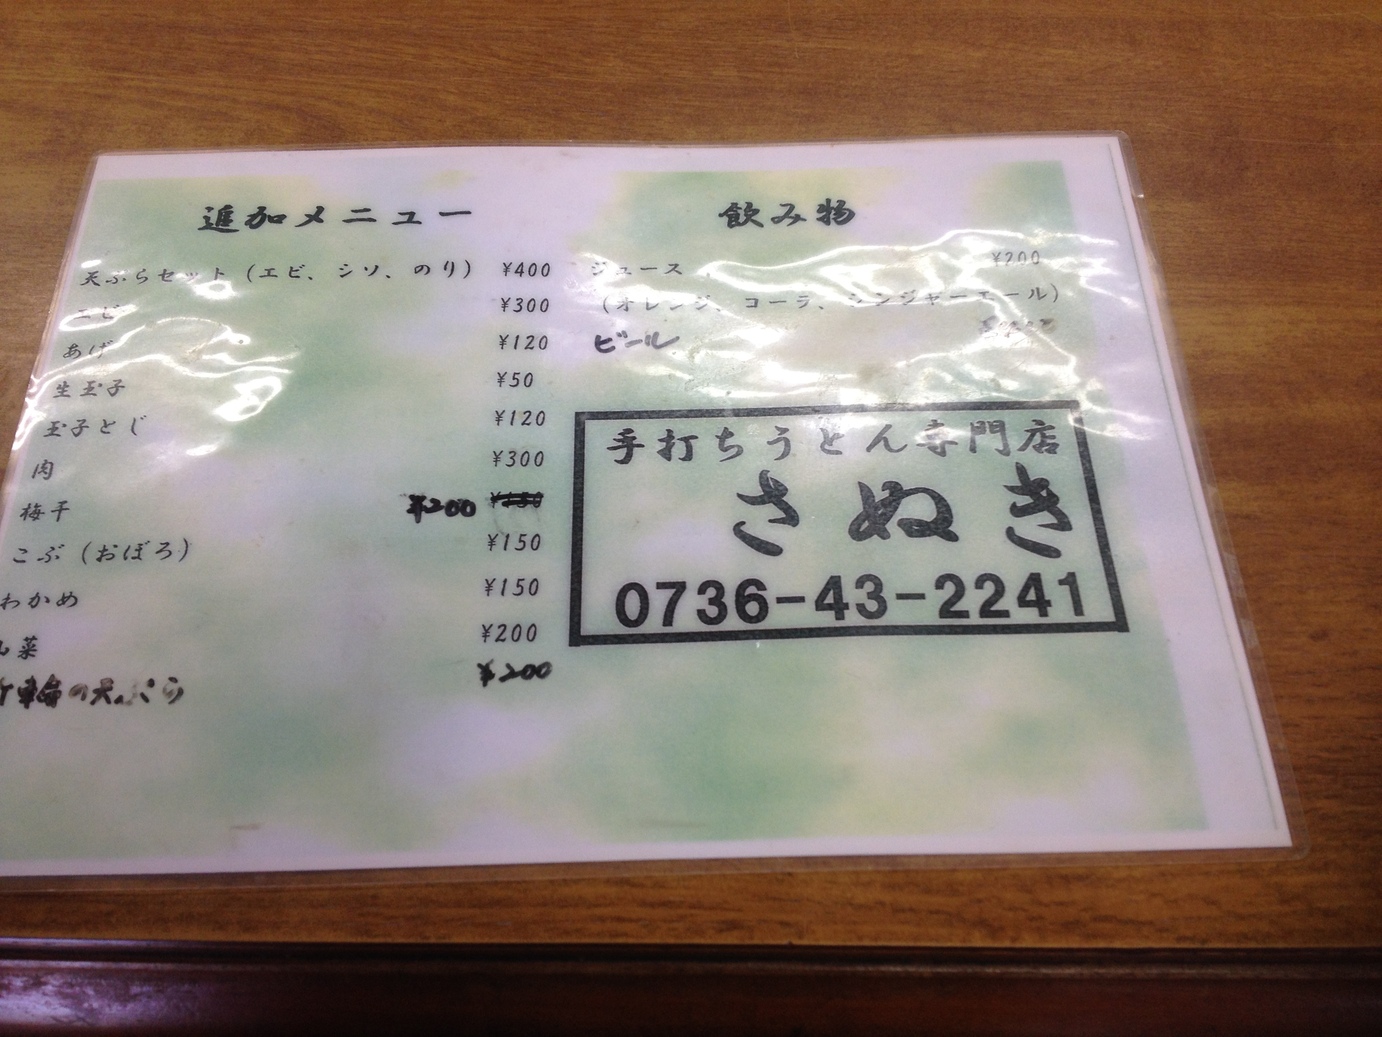 追加メニュー
天ぷらセット（エビ、シソ、のり） ¥400
エビ ¥300
あげ ¥120
生玉子 ¥50
玉子とじ ¥120
肉 ¥300
梅干 ¥200
こぶ（おぼろ） ¥150
わかめ ¥150
山菜 ¥200
竹輪の天ぷら ¥200
飲み物
ジュース ¥200
（オレンジ、コーラ、ジンジャーエール）
ビール
手打ちうどん専門店
さぬき
0736-43-2241